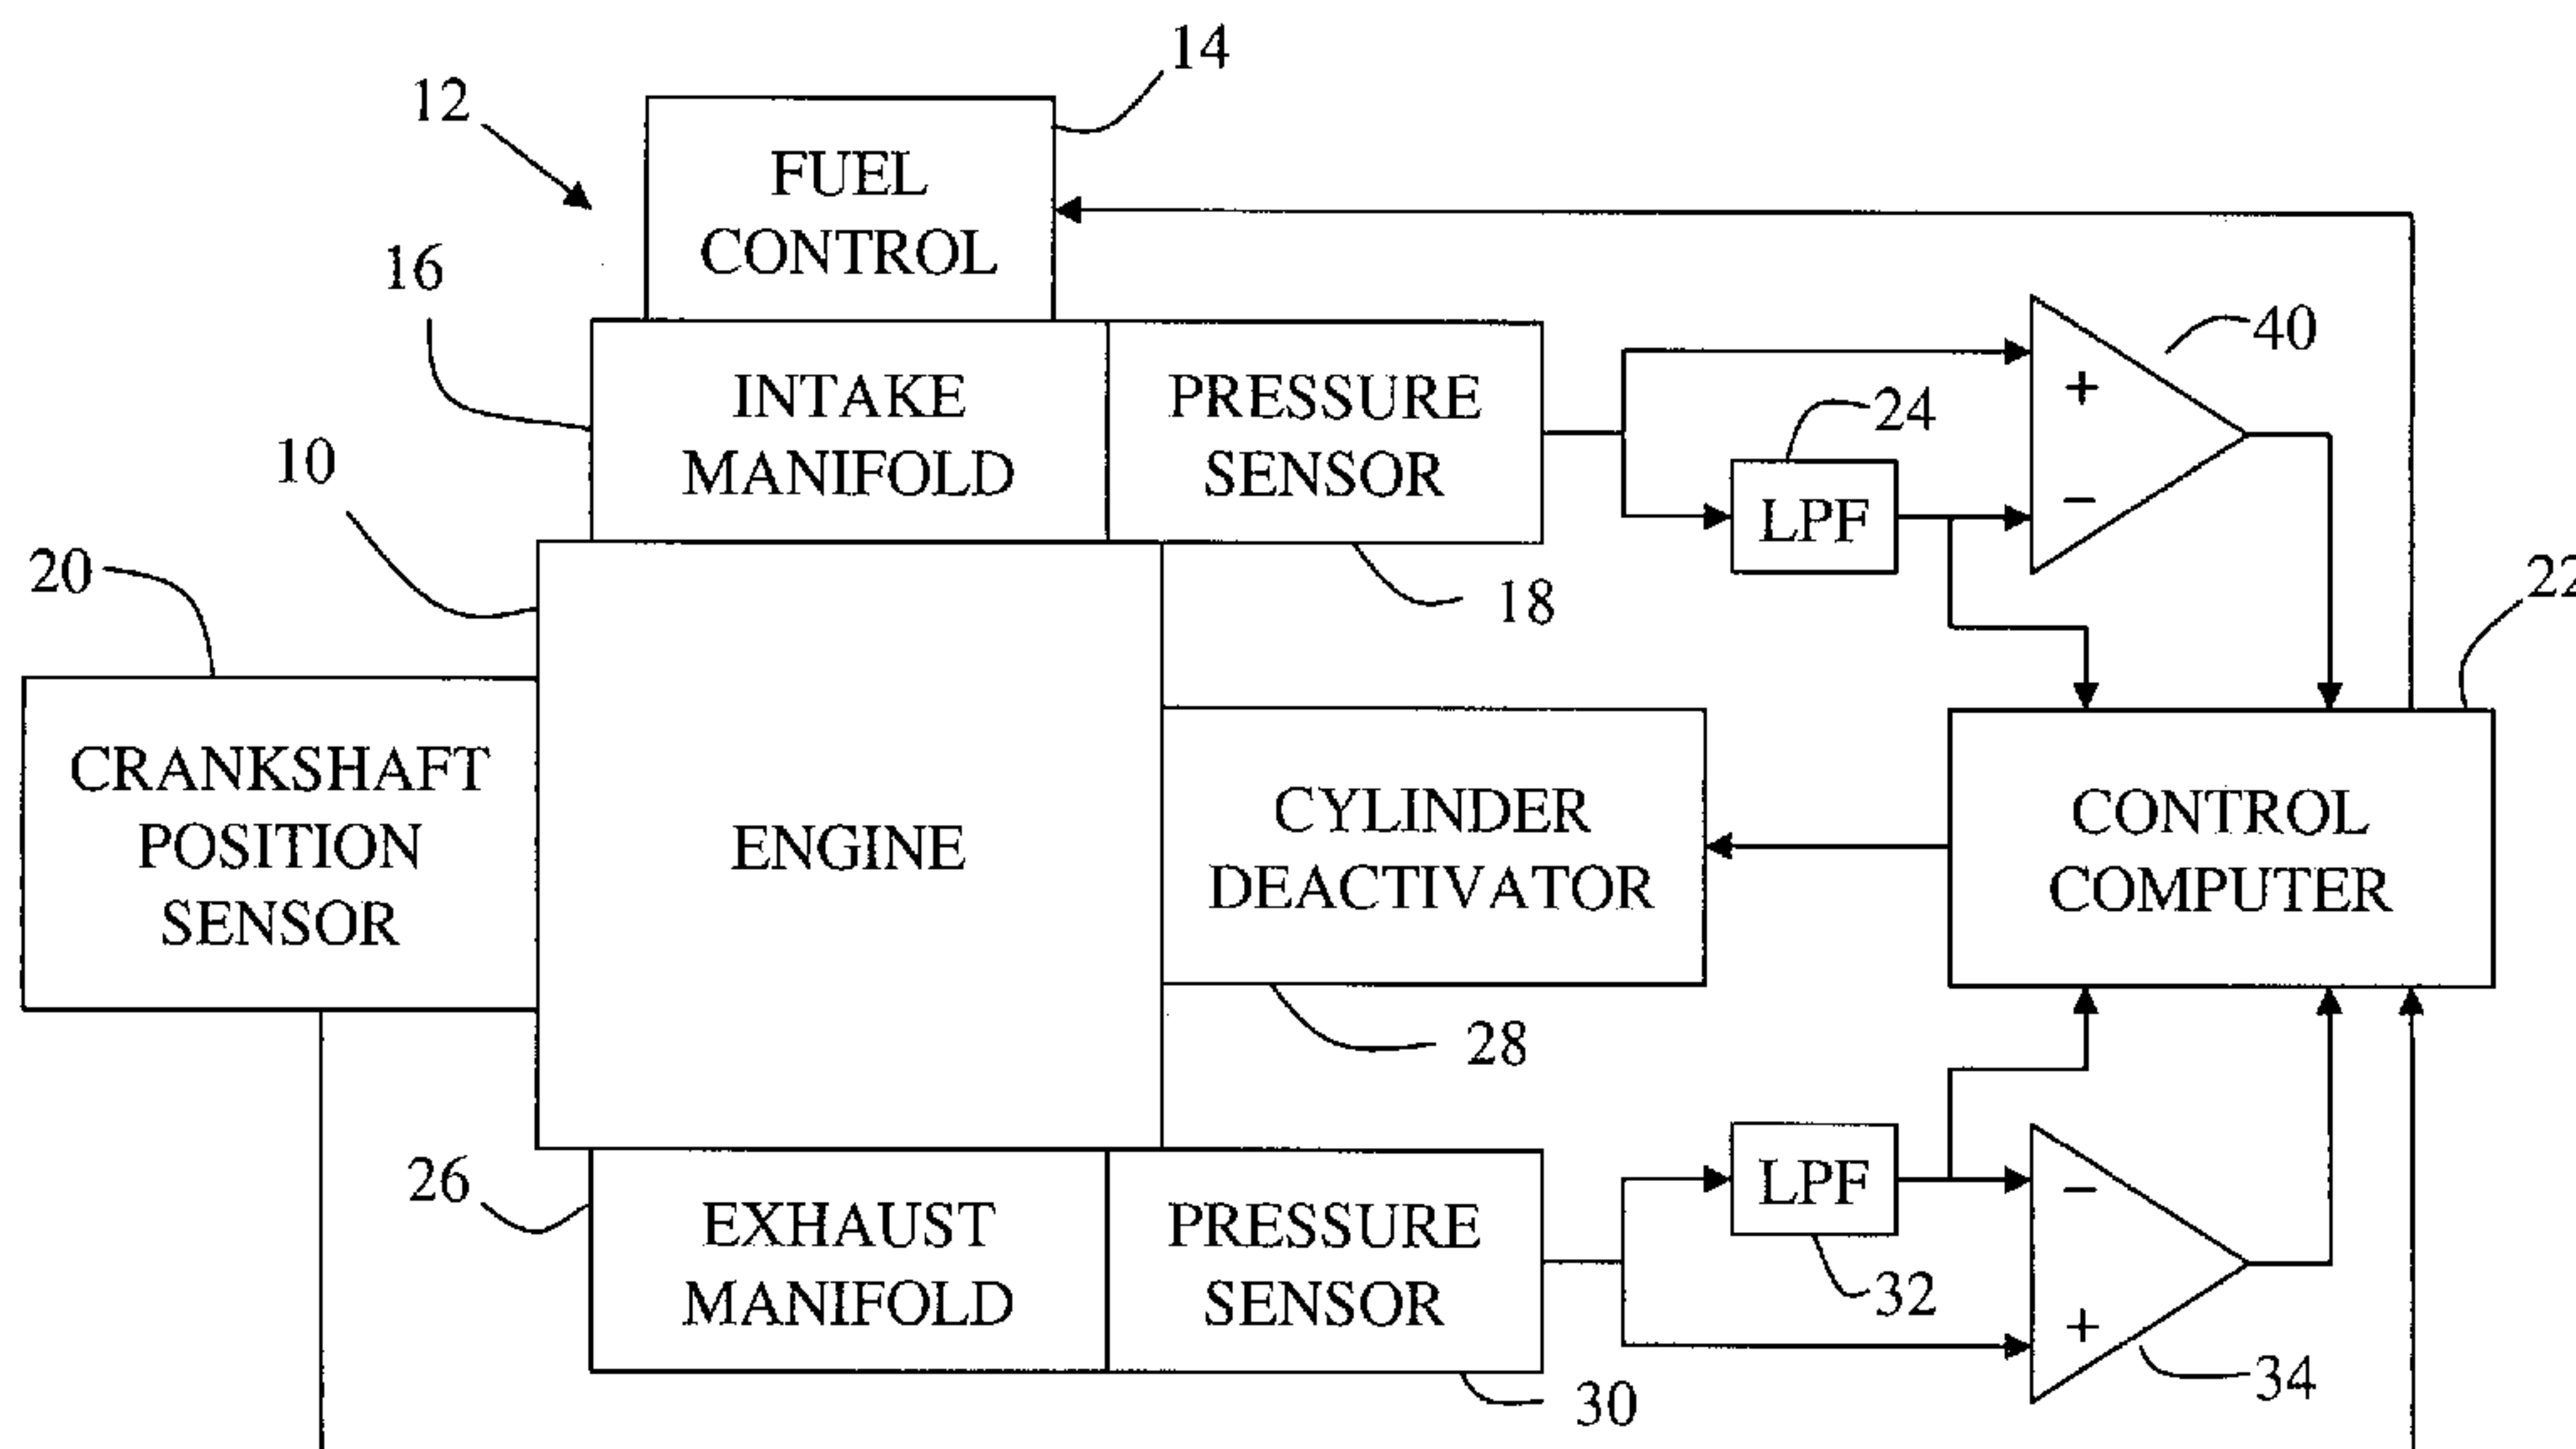 14
12
FUEL
CONTROL
16
40
INTAKE
MANIFOLD
PRESSURE
SENSOR
+
24
LPF
−
10
18
20
22
CRANKSHAFT
POSITION
SENSOR
ENGINE
CYLINDER
DEACTIVATOR
CONTROL
COMPUTER
28
26
EXHAUST
MANIFOLD
PRESSURE
SENSOR
LPF
−
32
+
34
30